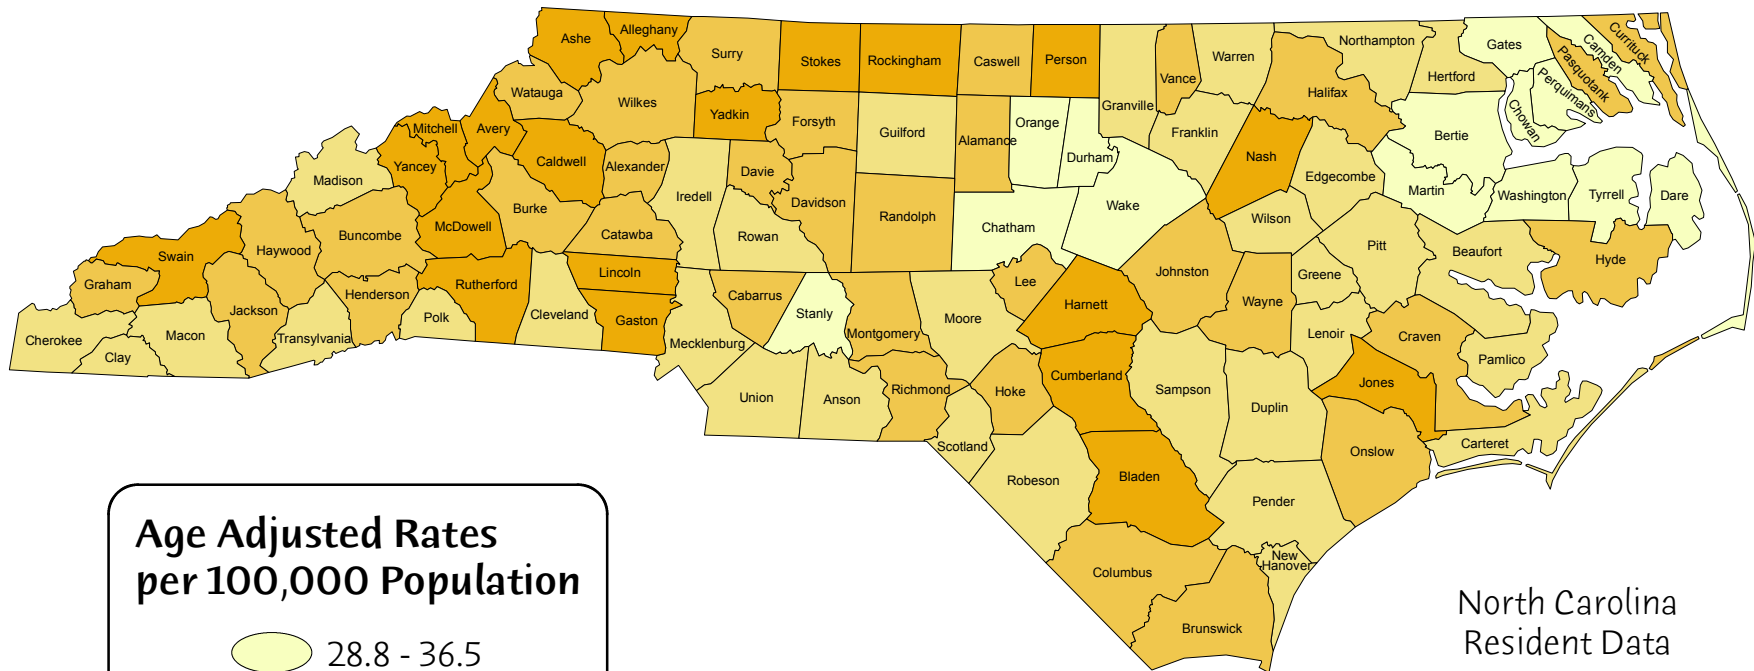 Ashe
Alleghany
Surry
Stokes
Rockingham
Caswell
Person
Granville
Vance
Warren
Northampton
Hertford
Gates
Camden
Currituck
Pasquotank
Perquimans
Chowan
Halifax
Bertie
Watauga
Wilkes
Yadkin
Forsyth
Guilford
Alamance
Orange
Durham
Franklin
Nash
Edgecombe
Martin
Washington
Tyrrell
Dare
Mitchell
Avery
Yancey
Caldwell
Alexander
Iredell
Davie
Davidson
Randolph
Chatham
Wake
Wilson
Pitt
Beaufort
Hyde
Madison
Buncombe
McDowell
Burke
Catawba
Rowan
Haywood
Swain
Graham
Jackson
Henderson
Rutherford
Lincoln
Gaston
Cleveland
Polk
Cherokee
Clay
Macon
Transylvania
Mecklenburg
Cabarrus
Stanly
Montgomery
Moore
Lee
Harnett
Johnston
Wayne
Greene
Lenoir
Craven
Pamlico
Jones
Union
Anson
Richmond
Hoke
Cumberland
Sampson
Duplin
Scotland
Robeson
Bladen
Onslow
Carteret
Pender
Columbus
Brunswick
New
Hanover
Age Adjusted Rates
per 100,000 Population
28.8 - 36.5
North Carolina
Resident Data